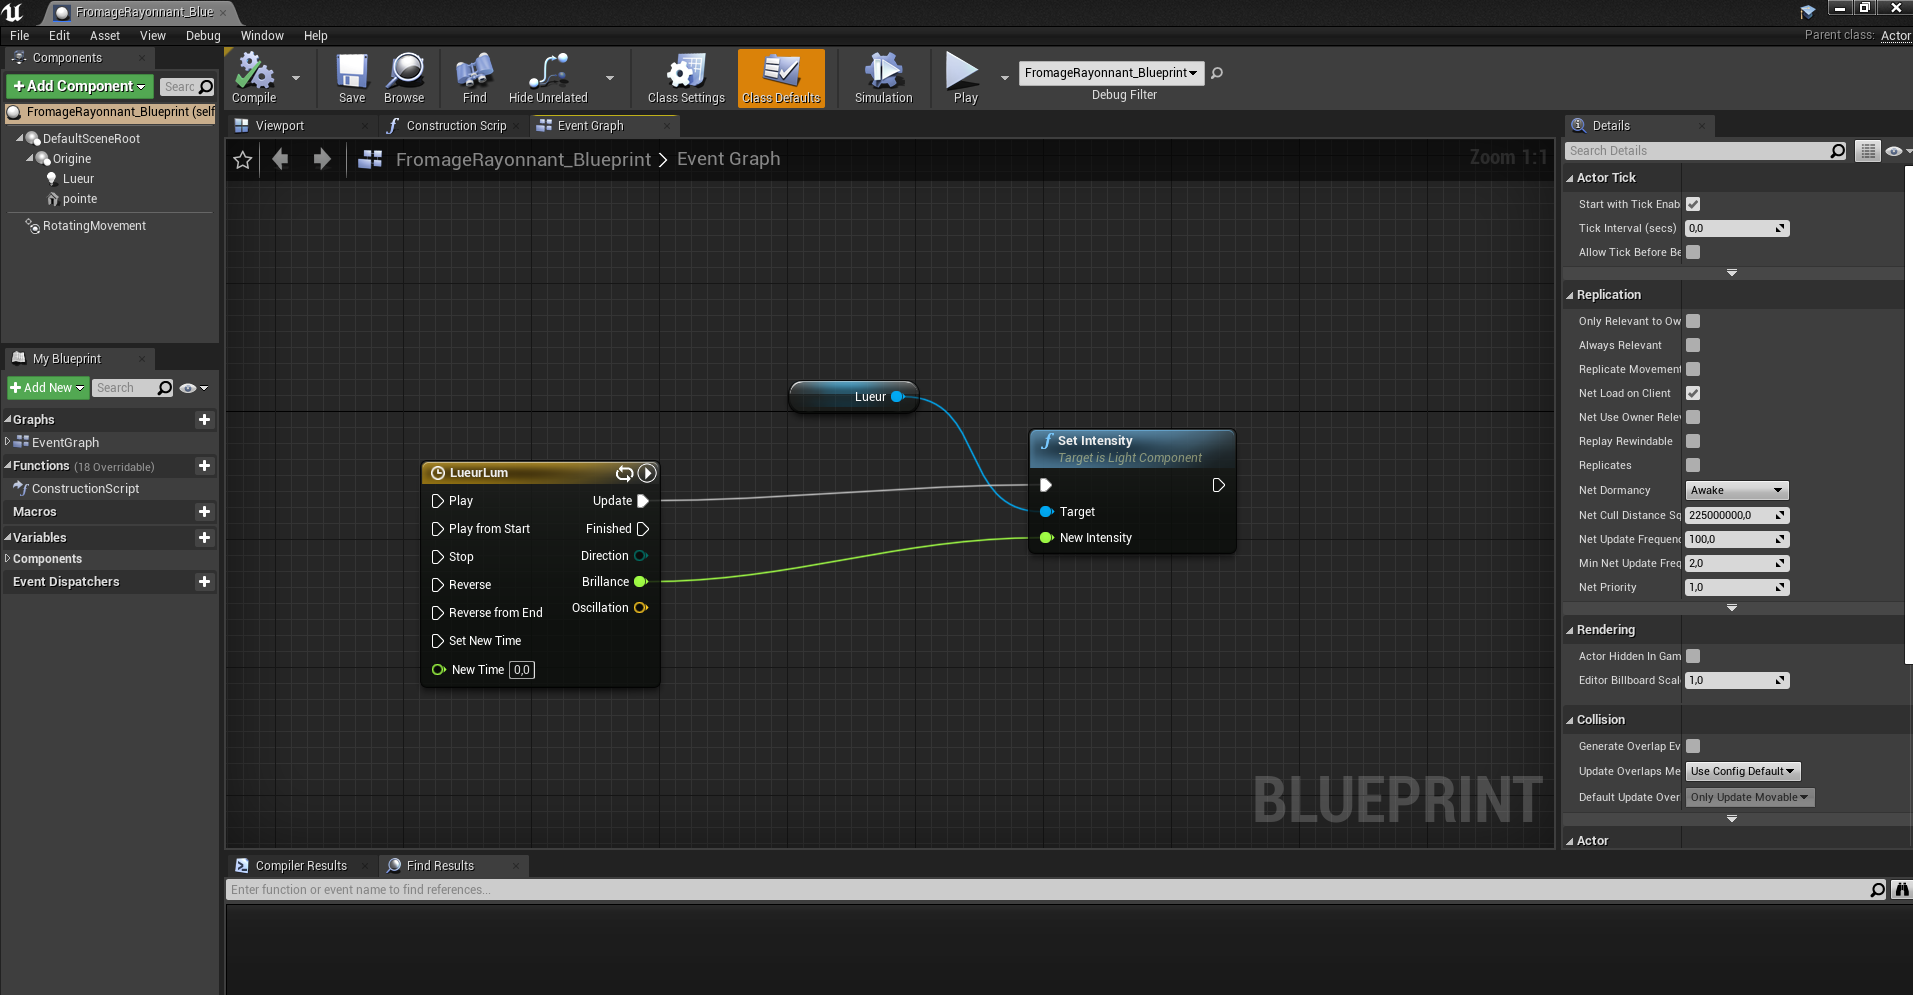 FromageRayonnant_Blue
File Edit Asset View Debug Window Help
Parent class: Actor
Components
+ Add Component
Searc
FromageRayonnant_Blueprint (self
DefaultSceneRoot
Origine
Lueur
pointe
RotatingMovement
My Blueprint
+ Add New
Search
Graphs
EventGraph
Functions (18 Overridable)
ConstructionScript
Macros
Variables
Components
Event Dispatchers
Compile
Save
Browse
Find
Hide Unrelated
Class Settings
Class Defaults
Simulation
Play
FromageRayonnant_Blueprint
Debug Filter
Viewport
Construction Scrip
Event Graph
FromageRayonnant_Blueprint > Event Graph
Zoom 1:1
Lueur
Set Intensity
Target is Light Component
Target
New Intensity
LueurLum
Play
Update
Play from Start
Finished
Stop
Direction
Reverse
Brillance
Reverse from End
Oscillation
Set New Time
New Time 0,0
BLUEPRINT
Compiler Results
Find Results
Enter function or event name to find references...
Details
Search Details
Actor Tick
Start with Tick Enab
Tick Interval (secs) 0,0
Allow Tick Before Be
Replication
Only Relevant to Ow
Always Relevant
Replicate Movement
Net Load on Client
Net Use Owner Relev
Replay Rewindable
Replicates
Net Dormancy Awake
Net Cull Distance Sq 225000000,0
Net Update Frequenc 100,0
Min Net Update Freq 2,0
Net Priority 1,0
Rendering
Actor Hidden In Gam
Editor Billboard Scal 1,0
Collision
Generate Overlap Ev
Update Overlaps Me Use Config Default
Default Update Over Only Update Movable
Actor